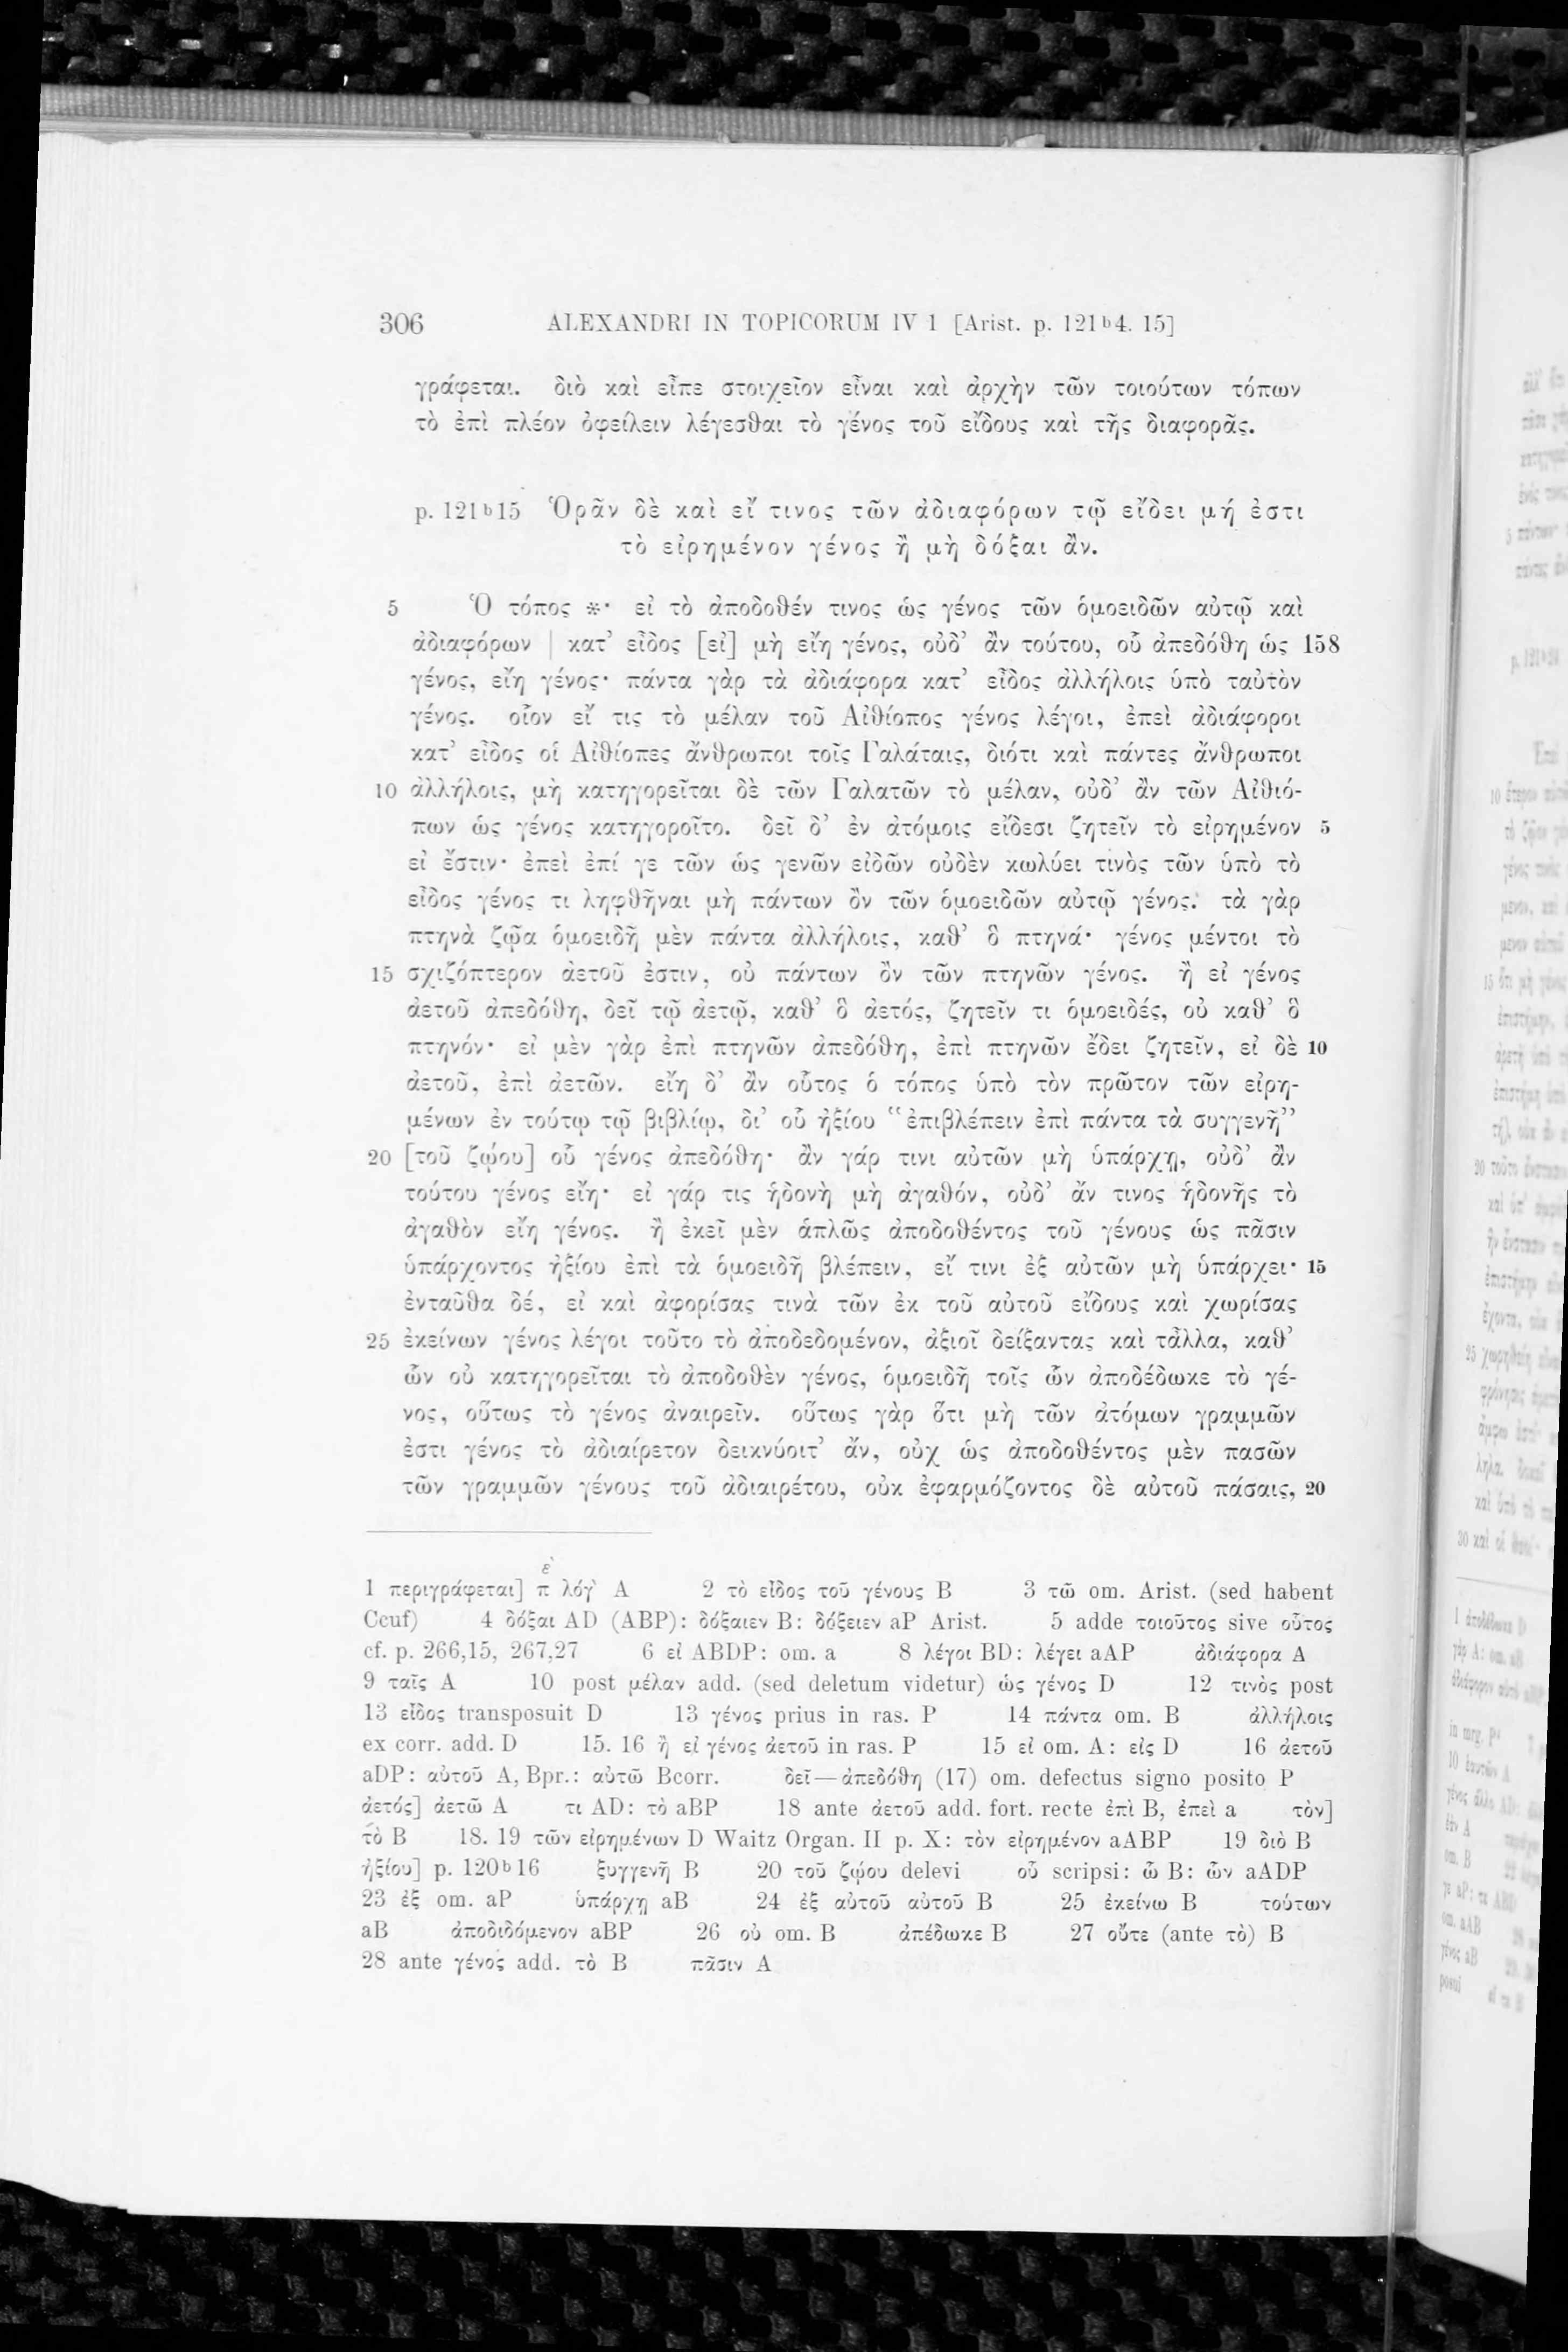 306 ALEXANDRI IN TOPICORUM IV 1 [Arist. p. 121b4. 15]
γράφεται. διὸ καὶ εἶπε στοιχεῖον εἶναι καὶ ἀρχὴν τῶν τοιούτων τόπων
τὸ ἐπὶ πλέον ὀφείλειν λέγεσθαι τὸ γένος τοῦ εἴδους καὶ τῆς διαφορᾶς.
p. 121b15 Ὁρᾶν δὲ καὶ εἴ τινος τῶν ἀδιαφόρων τῷ εἴδει μή ἐστι
τὸ εἰρημένον γένος ἢ μὴ δόξαι ἄν.
5 Ὁ τόπος *· εἰ τὸ ἀποδοθέν τινος ὡς γένος τῶν ὁμοειδῶν αὐτῷ καὶ
ἀδιαφόρων | κατ’ εἶδος [εἰ] μὴ εἴη γένος, οὐδ’ ἂν τούτου, οὗ ἀπεδόθη ὡς 158
γένος, εἴη γένος· πάντα γὰρ τὰ ἀδιάφορα κατ’ εἶδος ἀλλήλοις ὑπὸ ταὐτὸν
γένος. οἷον εἴ τις τὸ μέλαν τοῦ Αἰθίοπος γένος λέγοι, ἐπεὶ ἀδιάφοροι
κατ’ εἶδος οἱ Αἰθίοπες ἄνθρωποι τοῖς Γαλάταις, διότι καὶ πάντες ἄνθρωποι
10 ἀλλήλοις, μὴ κατηγορεῖται δὲ τῶν Γαλατῶν τὸ μέλαν, οὐδ’ ἂν τῶν Αἰθιό-
πων ὡς γένος κατηγοροῖτο. δεῖ δ’ ἐν ἀτόμοις εἴδεσι ζητεῖν τὸ εἰρημένον 5
εἰ ἔστιν· ἐπεὶ ἐπί γε τῶν ὡς γενῶν εἰδῶν οὐδὲν κωλύει τινὸς τῶν ὑπὸ τὸ
εἶδος γένος τι ληφθῆναι μὴ πάντων ὂν τῶν ὁμοειδῶν αὐτῷ γένος. τὰ γὰρ
πτηνὰ ζῷα ὁμοειδῆ μὲν πάντα ἀλλήλοις, καθ’ ὃ πτηνά· γένος μέντοι τὸ
15 σχιζόπτερον ἀετοῦ ἐστιν, οὐ πάντων ὂν τῶν πτηνῶν γένος. ἢ εἰ γένος
ἀετοῦ ἀπεδόθη, δεῖ τῷ ἀετῷ, καθ’ ὃ ἀετός, ζητεῖν τι ὁμοειδές, οὐ καθ’ ὃ
πτηνόν· εἰ μὲν γὰρ ἐπὶ πτηνῶν ἀπεδόθη, ἐπὶ πτηνῶν ἔδει ζητεῖν, εἰ δὲ 10
ἀετοῦ, ἐπὶ ἀετῶν. εἴη δ’ ἂν οὗτος ὁ τόπος ὑπὸ τὸν πρῶτον τῶν εἰρη-
μένων ἐν τούτῳ τῷ βιβλίῳ, δι’ οὗ ἠξίου “ἐπιβλέπειν ἐπὶ πάντα τὰ συγγενῆ”
20 [τοῦ ζῴου] οὗ γένος ἀπεδόθη· ἂν γάρ τινι αὐτῶν μὴ ὑπάρχῃ, οὐδ’ ἂν
τούτου γένος εἴη· εἰ γάρ τις ἡδονὴ μὴ ἀγαθόν, οὐδ’ ἄν τινος ἡδονῆς τὸ
ἀγαθὸν εἴη γένος. ἢ ἐκεῖ μὲν ἁπλῶς ἀποδοθέντος τοῦ γένους ὡς πᾶσιν
ὑπάρχοντος ἠξίου ἐπὶ τὰ ὁμοειδῆ βλέπειν, εἴ τινι ἐξ αὐτῶν μὴ ὑπάρχει· 15
ἐνταῦθα δέ, εἰ καὶ ἀφορίσας τινὰ τῶν ἐκ τοῦ αὐτοῦ εἴδους καὶ χωρίσας
25 ἐκείνων γένος λέγοι τοῦτο τὸ ἀποδεδομένον, ἀξιοῖ δείξαντας καὶ τἆλλα, καθ’
ὧν οὐ κατηγορεῖται τὸ ἀποδοθὲν γένος, ὁμοειδῆ τοῖς ὧν ἀποδέδωκε τὸ γέ-
νος, οὕτως τὸ γένος ἀναιρεῖν. οὕτως γὰρ ὅτι μὴ τῶν ἀτόμων γραμμῶν
ἐστι γένος τὸ ἀδιαίρετον δεικνύοιτ’ ἄν, οὐχ ὡς ἀποδοθέντος μὲν πασῶν
τῶν γραμμῶν γένους τοῦ ἀδιαιρέτου, οὐκ ἐφαρμόζοντος δὲ αὐτοῦ πάσαις, 20
1 περιγράφεται] π λόγ A 2 τὸ εἶδος τοῦ γένους B 3 τῶ om. Arist. (sed habent
Ccuf) 4 δόξαι AD (ABP): δόξαιεν B: δόξειεν aP Arist. 5 adde τοιοῦτος sive οὗτος
cf. p. 266,15, 267,27 6 εἰ ABDP: om. a 8 λέγοι BD: λέγει aAP ἀδιάφορα A
9 ταῖς A 10 post μέλαν add. (sed deletum videtur) ὡς γένος D 12 τινὸς post
13 εἶδος transposuit D 13 γένος prius in ras. P 14 πάντα om. B ἀλλήλοις
ex corr. add. D 15. 16 ἢ εἰ γένος ἀετοῦ in ras. P 15 εἰ om. A: εἰς D 16 ἀετοῦ
aDP: αὐτοῦ A, Bpr.: αὐτῶ Bcorr. δεῖ — ἀπεδόθη (17) om. defectus signo posito P
ἀετός] ἀετῶ A τι AD: τὸ aBP 18 ante ἀετοῦ add. fort. recte ἐπὶ B, ἐπεὶ a τὸν]
τὸ B 18. 19 τῶν εἰρημένων D Waitz Organ. II p. X: τὸν εἰρημένον aABP 19 διὸ B
ἠξίου] p. 120b16 ξυγγενῆ B 20 τοῦ ζῴου delevi οὗ scripsi: ὧ B: ὧν aADP
23 ἐξ om. aP ὑπάρχῃ aB 24 ἐξ αὐτοῦ αὐτοῦ B 25 ἐκείνω B τούτων
aB ἀποδιδόμενον aBP 26 οὐ om. B ἀπέδωκε B 27 οὔτε (ante τὸ) B
28 ante γένος add. τὸ B πᾶσιν A